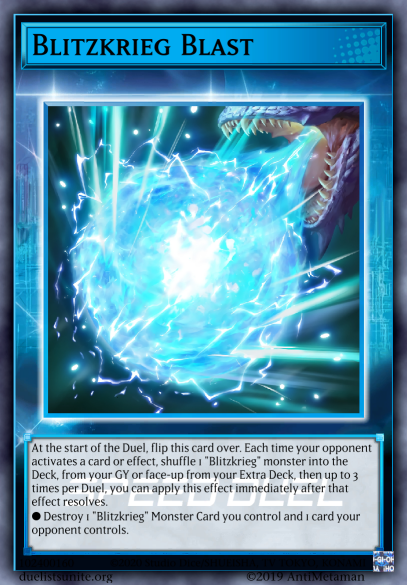 Blitzkrieg Blast
At the start of the Duel, flip this card over. Each time your opponent
activates a card or effect, shuffle 1 "Blitzkrieg" monster into the
Deck, from your GY or face-up from your Extra Deck, then up to 3
times per Duel, you can apply this effect immediately after that
effect resolves.
● Destroy 1 "Blitzkrieg" Monster Card you control and 1 card your
opponent controls.
SPEED DUEL
duelistsunite.org
©2019 AntiMetaman